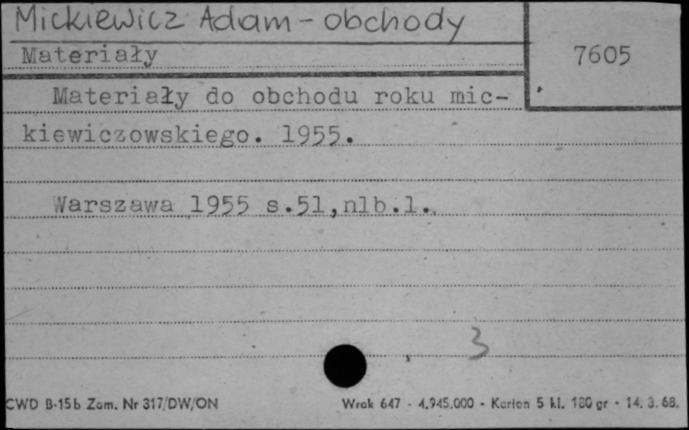 Mickiewicz Adam - obchody
Materiały
7605
Materiały do obchodu roku mic-
kiewiczowskiego. 1955.
Warszawa 1955 s.51,nlb.1.
3
CWD B-15b Zam. Nr 317/DW/ON
Wrak 647 - 4.945.000 - Karton 5 kl. 180 gr - 14. 3. 68.